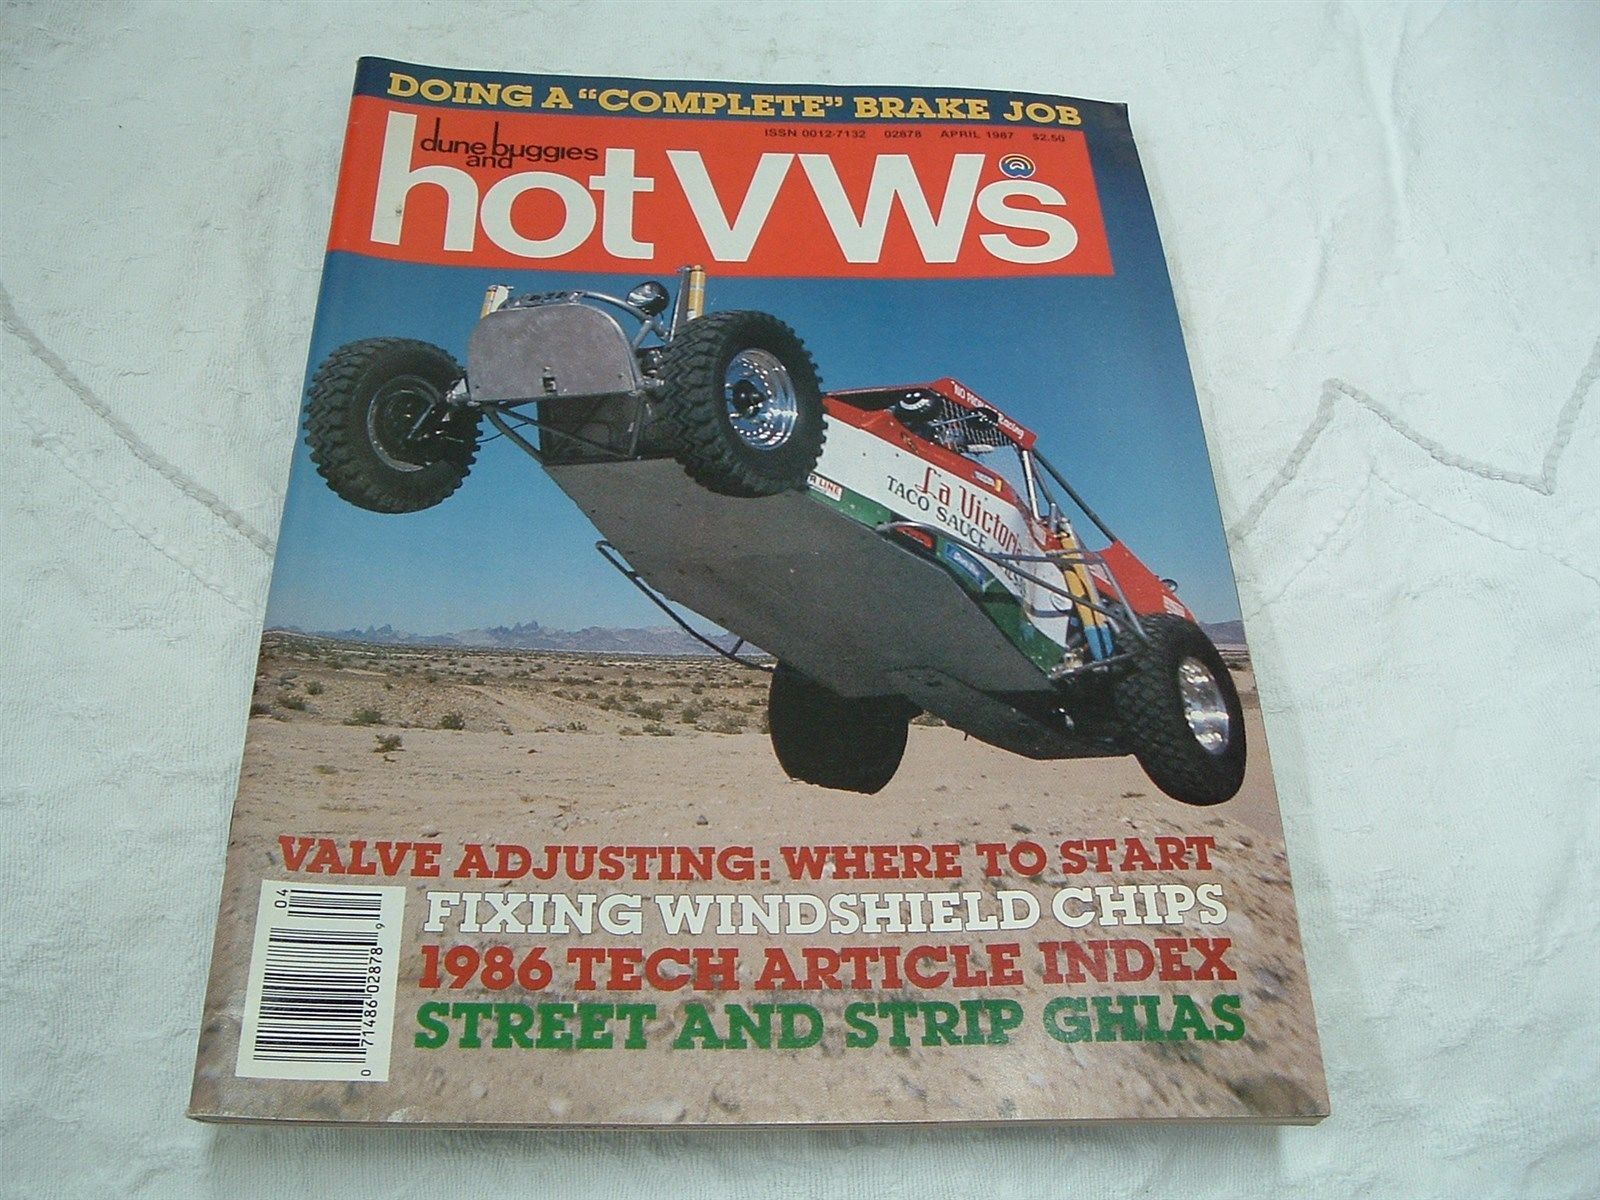 DOING A “COMPLETE” BRAKE JOB
ISSN 0012-7132 02878 APRIL 1987 $2.50
dune buggies
and
hot VWs
Racing
La Victoria
TACO SAUCE
LINE
VALVE ADJUSTING: WHERE TO START
FIXING WINDSHIELD CHIPS
1986 TECH ARTICLE INDEX
STREET AND STRIP GHIAS
04
0 71486 02878 9